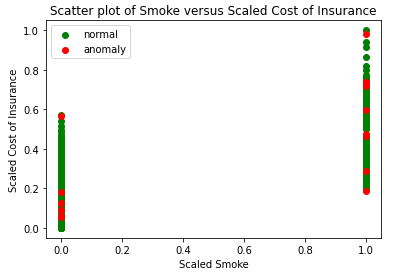 Scatter plot of Smoke versus Scaled Cost of Insurance
normal
anomaly
Scaled Cost of Insurance
1.0
0.8
0.6
0.4
0.2
0.0
0.0 0.2 0.4 0.6 0.8 1.0
Scaled Smoke